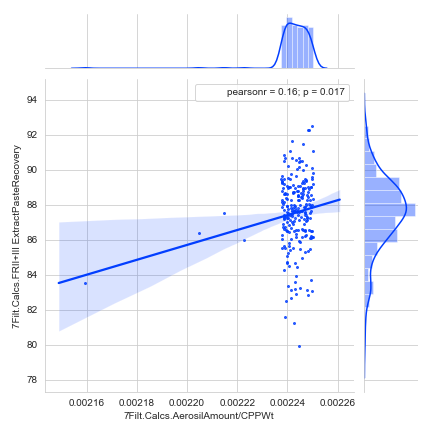 pearsonr = 0.16; p = 0.017
94
92
90
88
86
84
82
80
78
7Filt.Calcs.FRII+III ExtractPasteRecovery
0.00216 0.00218 0.00220 0.00222 0.00224 0.00226
7Filt.Calcs.AerosilAmount/CPPWt